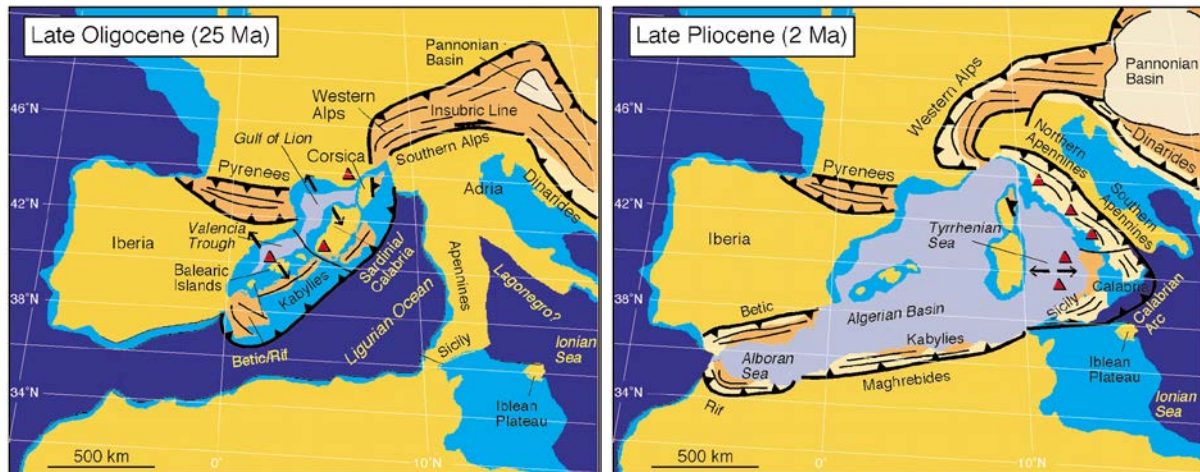 Late Oligocene (25 Ma)
Pannonian
Basin
Western
Alps
46°N
Insubric Line
Gulf of Lion
Corsica
Southern Alps
Pyrenees
Adria
Dinarides
42°N
Valencia
Trough
Iberia
Balearic
Islands
Kabylies
Sardinia/
Calabria
Apennines
Lagonegro?
38°N
Ligurian Ocean
Betic/Rif
Sicily
Ionian
Sea
34°N
Iblean
Plateau
500 km
0°
10°N
Late Pliocene (2 Ma)
Pannonian
Basin
Western Alps
46°N
Dinarides
Northern
Apennines
Pyrenees
Southern
Apennines
42°N
Iberia
Tyrrhenian
Sea
38°N
Calabria
Calabrian
Arc
Sicily
Betic
Algerian Basin
Kabylies
Alboran
Sea
Maghrebides
Iblean
Plateau
34°N
Rif
Ionian
Sea
500 km
0°
10°N